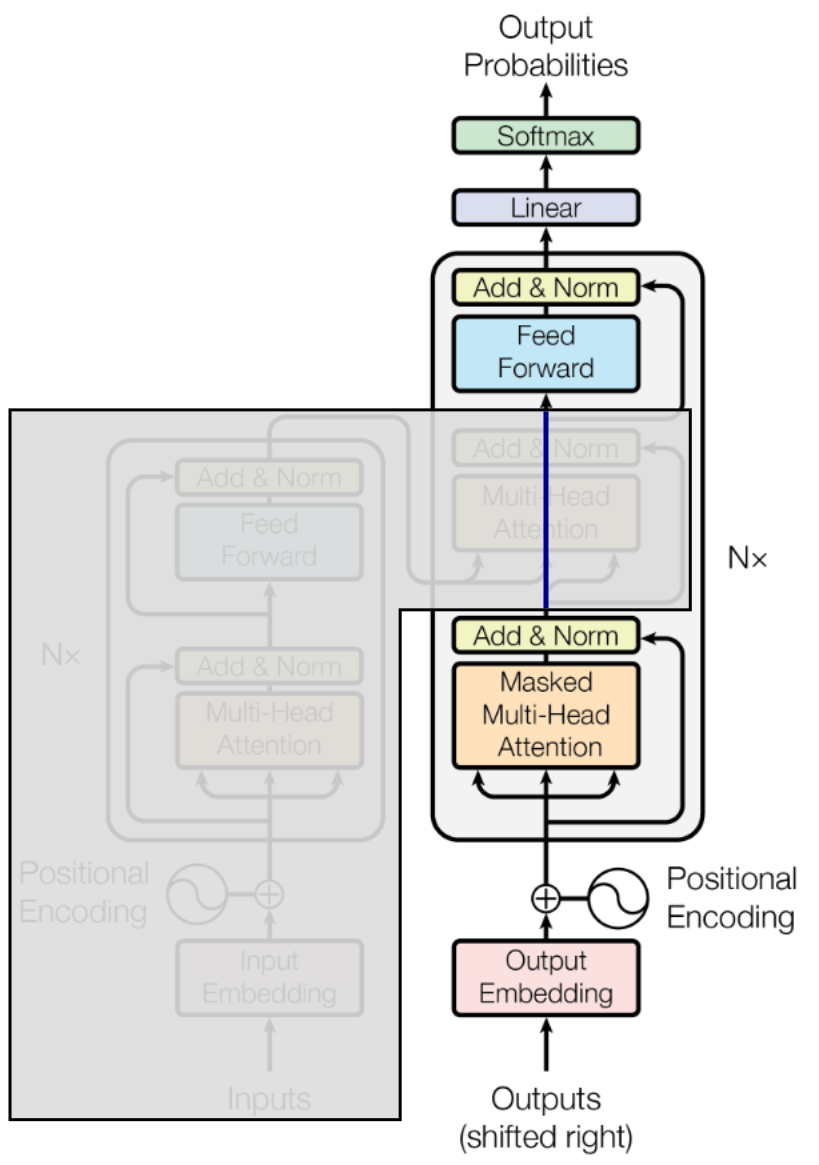 Output
Probabilities
Softmax
Linear
Add & Norm
Feed
Forward
Add & Norm
Multi-Head
Attention
Add & Norm
Feed
Forward
N×
Add & Norm
Masked
Multi-Head
Attention
N×
Add & Norm
Multi-Head
Attention
Positional
Encoding
Positional
Encoding
Input
Embedding
Output
Embedding
Inputs
Outputs
(shifted right)